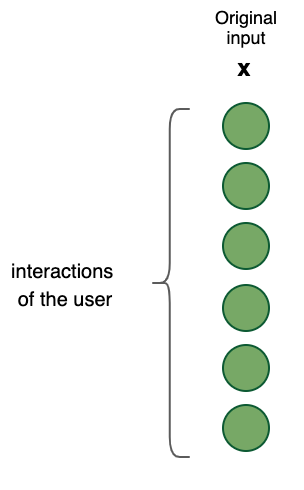 Original
input
x
interactions
of the user